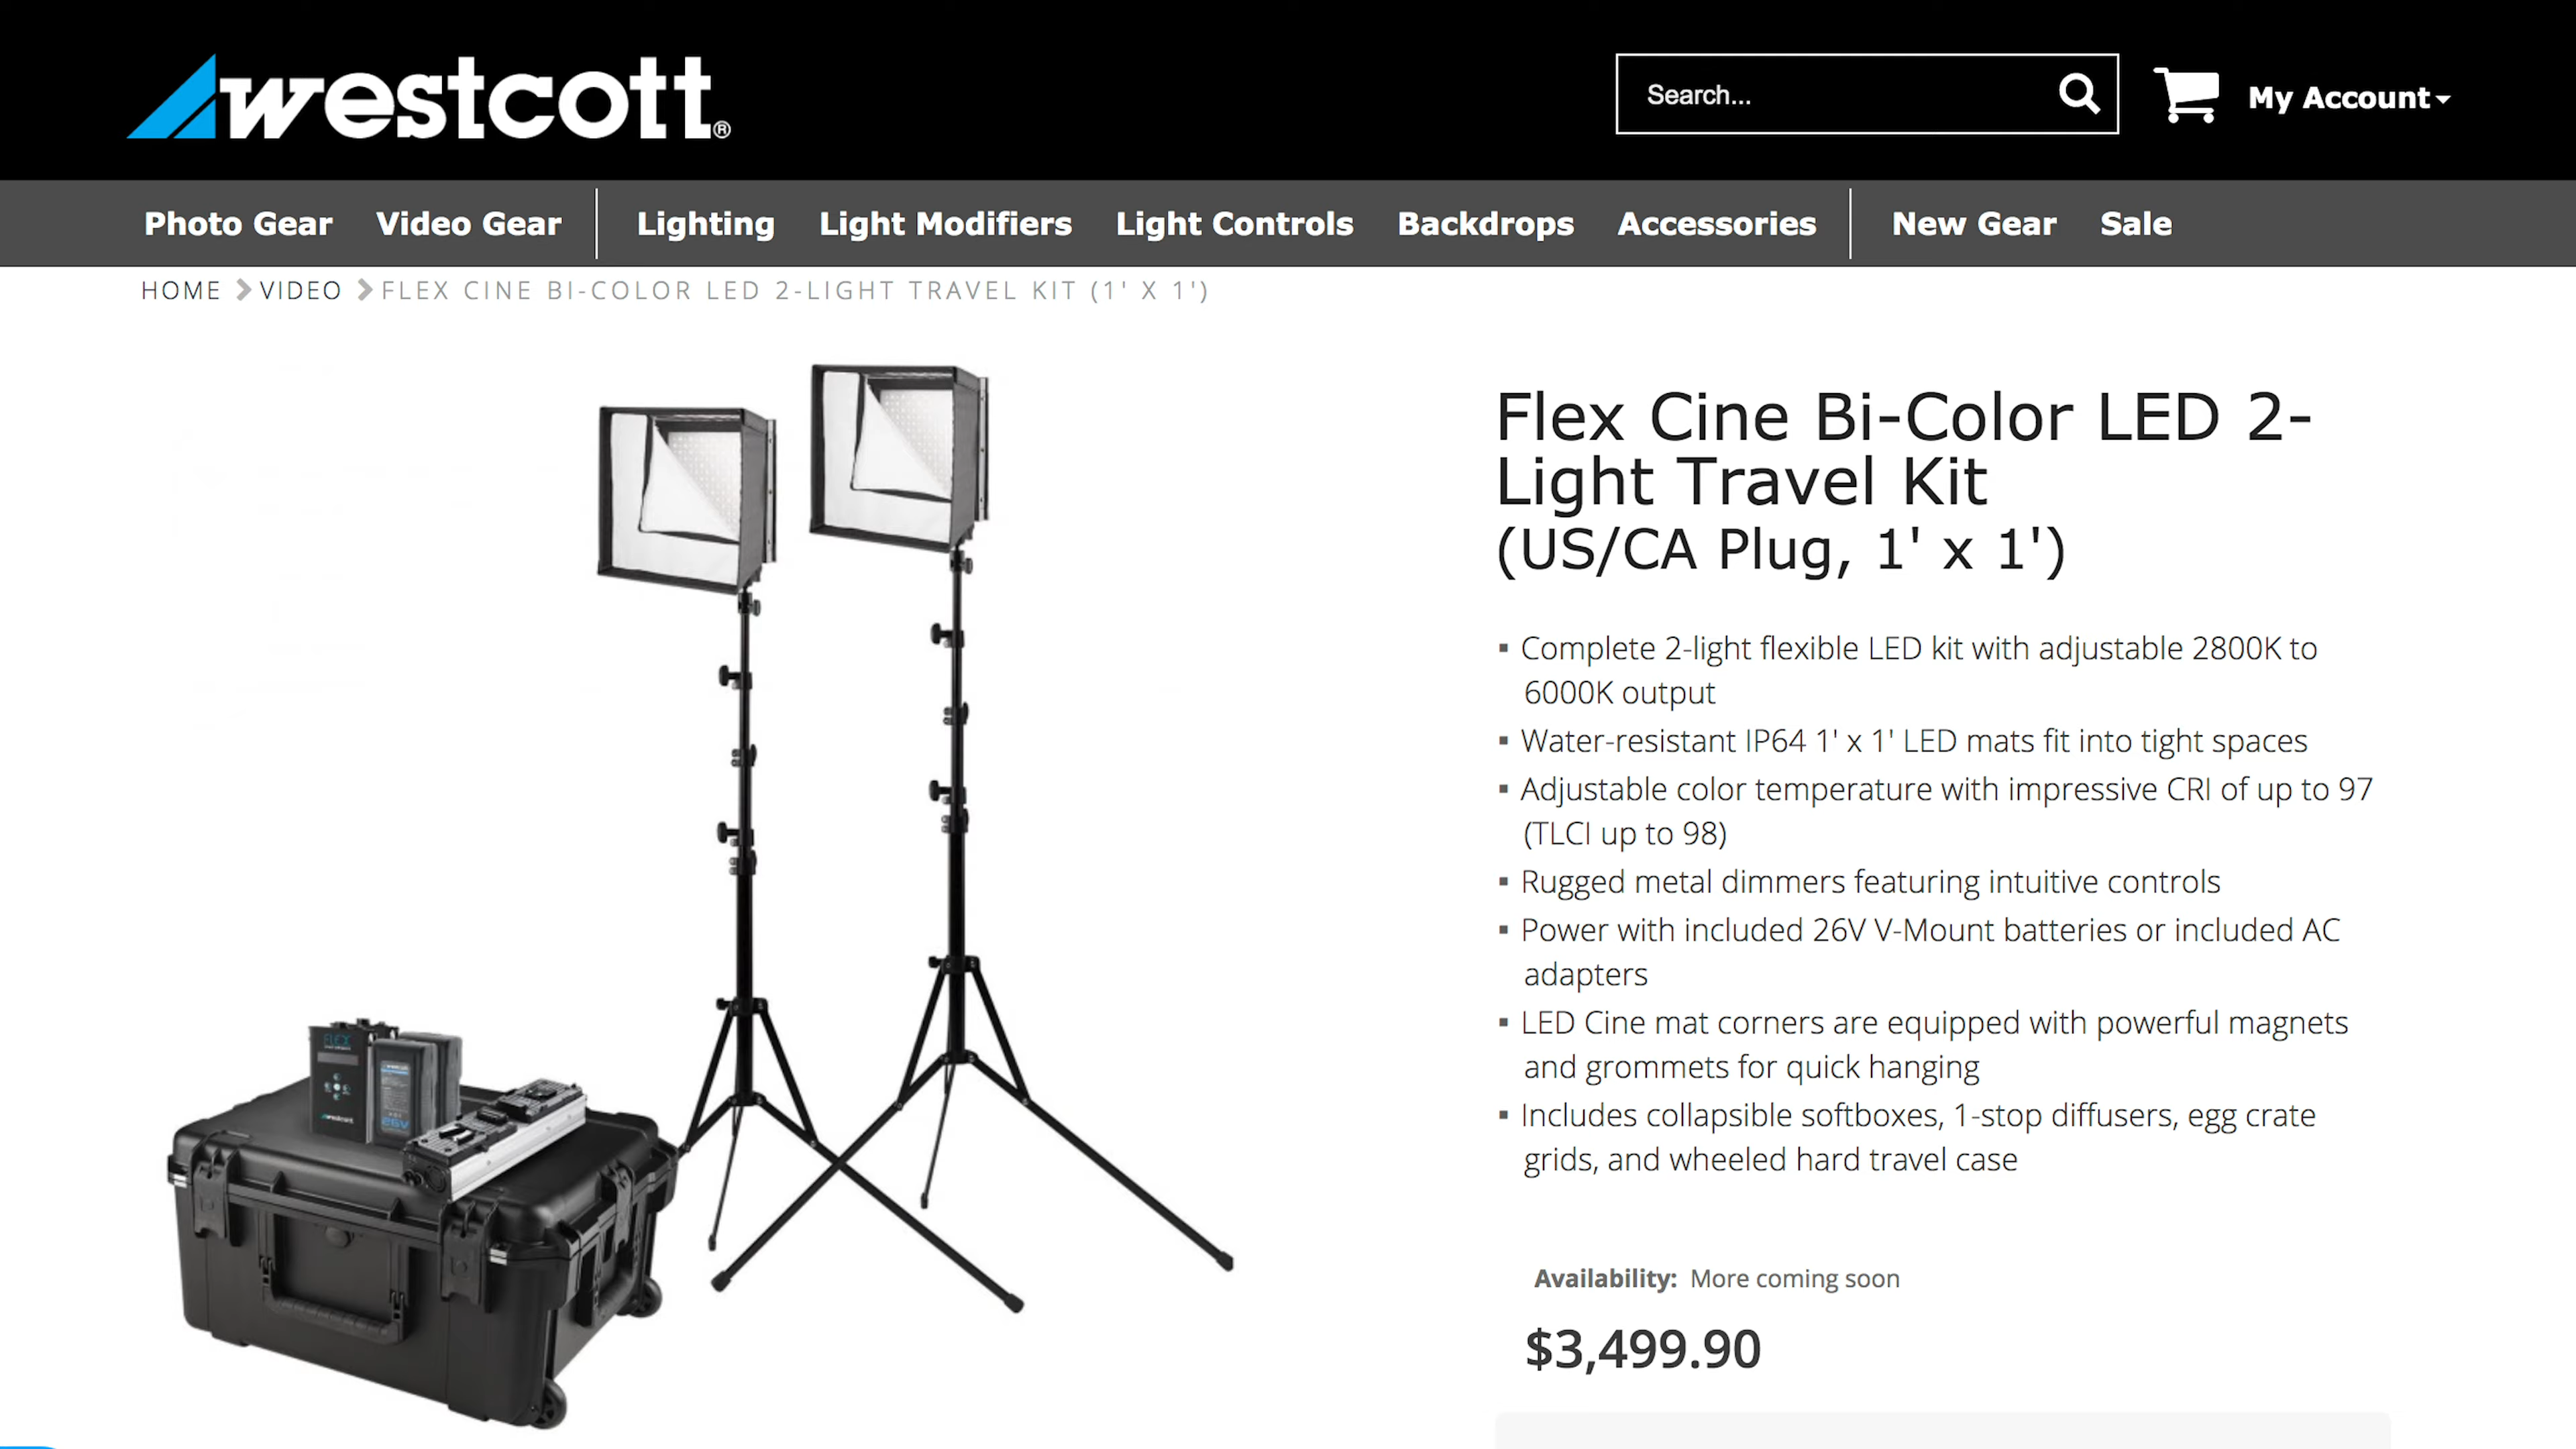 westcott®
Search...
My Account
Photo Gear Video Gear Lighting Light Modifiers Light Controls Backdrops Accessories New Gear Sale
HOME VIDEO FLEX CINE BI-COLOR LED 2-LIGHT TRAVEL KIT (1' X 1')
Flex Cine Bi-Color LED 2-
Light Travel Kit
(US/CA Plug, 1' x 1')
▪ Complete 2-light flexible LED kit with adjustable 2800K to
6000K output
▪ Water-resistant IP64 1' x 1' LED mats fit into tight spaces
▪ Adjustable color temperature with impressive CRI of up to 97
(TLCI up to 98)
▪ Rugged metal dimmers featuring intuitive controls
▪ Power with included 26V V-Mount batteries or included AC
adapters
▪ LED Cine mat corners are equipped with powerful magnets
and grommets for quick hanging
▪ Includes collapsible softboxes, 1-stop diffusers, egg crate
grids, and wheeled hard travel case
Availability: More coming soon
$3,499.90
FLEX
westcott
26V